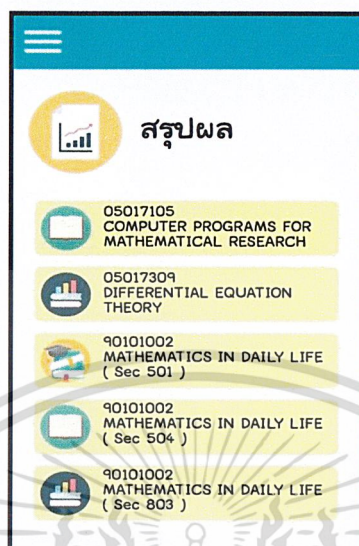 สรุปผล
05017105
COMPUTER PROGRAMS FOR
MATHEMATICAL RESEARCH
05017309
DIFFERENTIAL EQUATION
THEORY
90101002
MATHEMATICS IN DAILY LIFE
( Sec 501 )
90101002
MATHEMATICS IN DAILY LIFE
( Sec 504 )
90101002
MATHEMATICS IN DAILY LIFE
( Sec 803 )